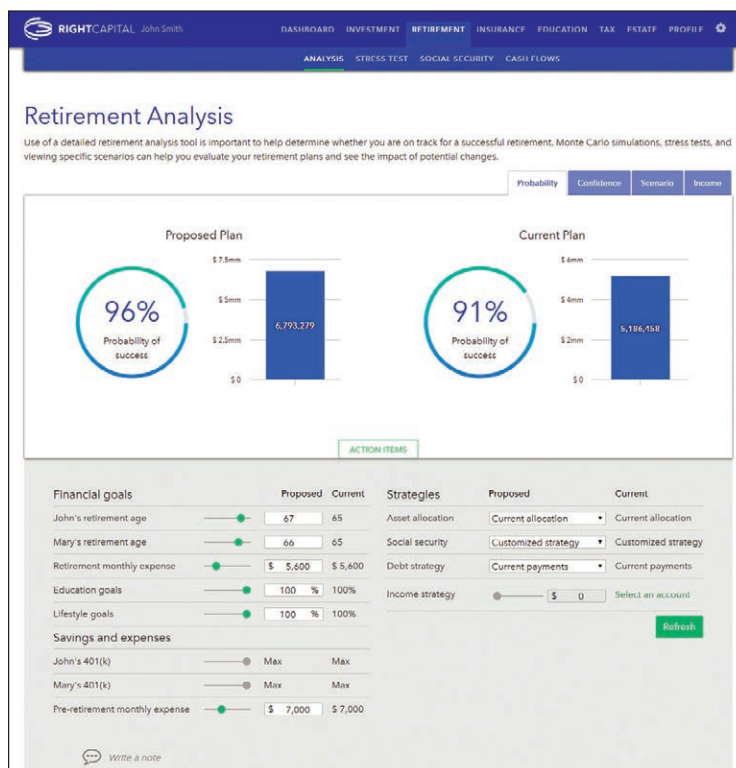 RIGHTCAPITAL John Smith
DASHBOARD INVESTMENT RETIREMENT INSURANCE EDUCATION TAX ESTATE PROFILE
ANALYSIS STRESS TEST SOCIAL SECURITY CASH FLOWS
Retirement Analysis
Use of a detailed retirement analysis tool is important to help determine whether you are on track for a successful retirement. Monte Carlo simulations, stress tests, and
viewing specific scenarios can help you evaluate your retirement plans and see the impact of potential changes.
Probability Confidence Scenario Income
Proposed Plan
$ 7.5mm
$ 5mm
$ 2.5mm
$ 0
96%
Probability of
success
6,793,279
Current Plan
$ 6mm
$ 4mm
$ 2mm
$ 0
91%
Probability of
success
5,186,458
ACTION ITEMS
Financial goals Proposed Current
John's retirement age 67 65
Mary's retirement age 66 65
Retirement monthly expense $ 5,600 $ 5,600
Education goals 100 % 100%
Lifestyle goals 100 % 100%
Savings and expenses
John's 401(k) Max Max
Mary's 401(k) Max Max
Pre-retirement monthly expense $ 7,000 $ 7,000
Write a note
Strategies Proposed Current
Asset allocation Current allocation Current allocation
Social security Customized strategy Customized strategy
Debt strategy Current payments Current payments
Income strategy $ 0 Select an account
Refresh